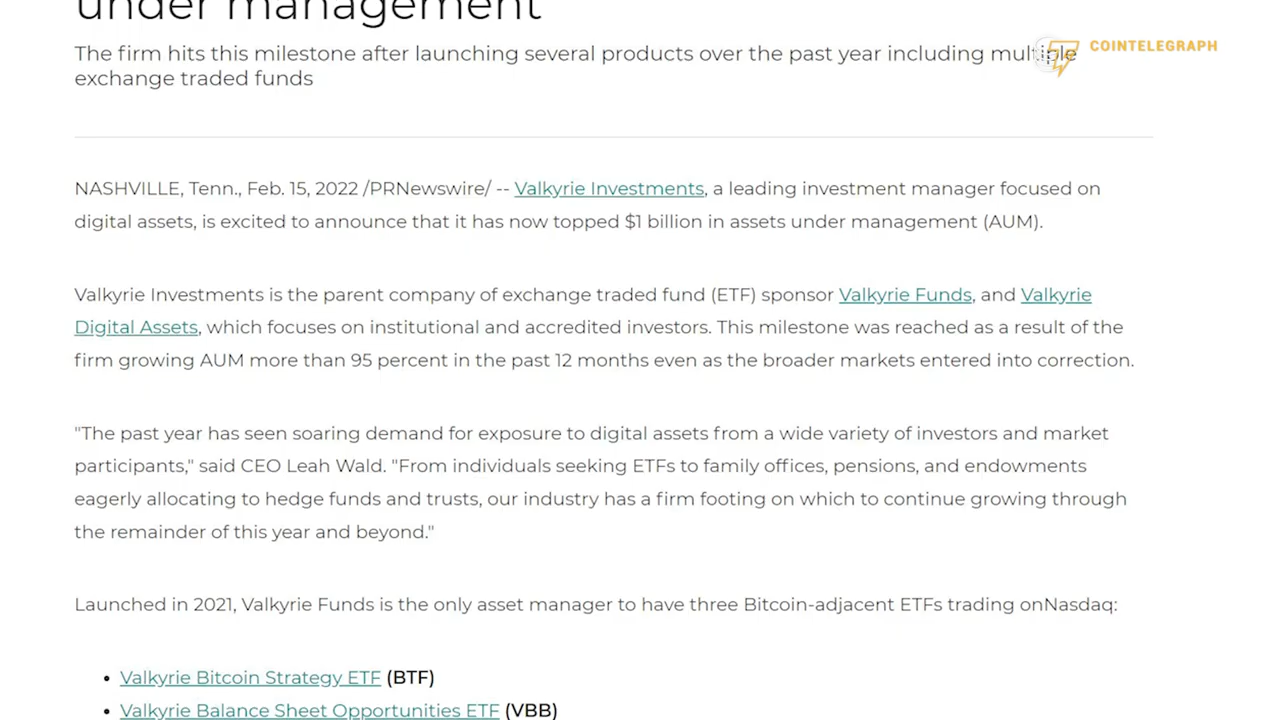 under management
The firm hits this milestone after launching several products over the past year including multiple
exchange traded funds
COINTELEGRAPH
NASHVILLE, Tenn., Feb. 15, 2022 /PRNewswire/ -- Valkyrie Investments, a leading investment manager focused on
digital assets, is excited to announce that it has now topped $1 billion in assets under management (AUM).
Valkyrie Investments is the parent company of exchange traded fund (ETF) sponsor Valkyrie Funds, and Valkyrie
Digital Assets, which focuses on institutional and accredited investors. This milestone was reached as a result of the
firm growing AUM more than 95 percent in the past 12 months even as the broader markets entered into correction.
"The past year has seen soaring demand for exposure to digital assets from a wide variety of investors and market
participants," said CEO Leah Wald. "From individuals seeking ETFs to family offices, pensions, and endowments
eagerly allocating to hedge funds and trusts, our industry has a firm footing on which to continue growing through
the remainder of this year and beyond."
Launched in 2021, Valkyrie Funds is the only asset manager to have three Bitcoin-adjacent ETFs trading onNasdaq:
• Valkyrie Bitcoin Strategy ETF (BTF)
• Valkyrie Balance Sheet Opportunities ETF (VBB)